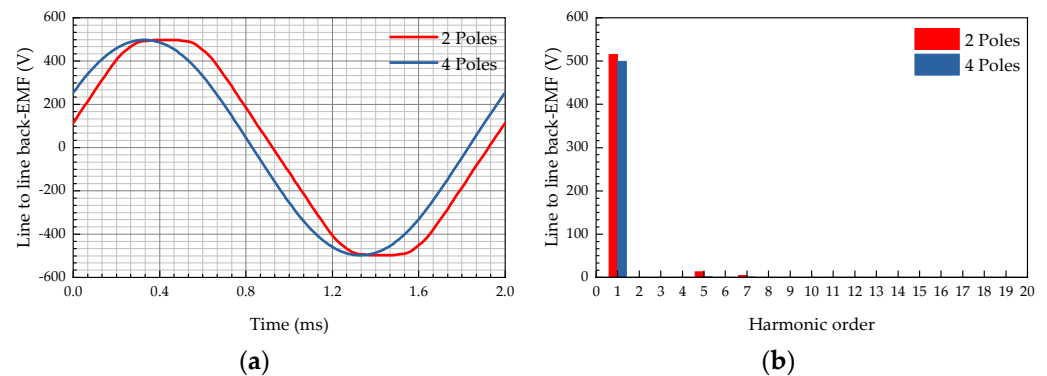 600
400
200
0
-200
-400
-600
Line to line back-EMF (V)
2 Poles
4 Poles
0.0 0.4 0.8 1.2 1.6 2.0
Time (ms)
(a)
600
500
400
300
200
100
0
Line to line back-EMF (V)
2 Poles
4 Poles
0 1 2 3 4 5 6 7 8 9 10 11 12 13 14 15 16 17 18 19 20
Harmonic order
(b)